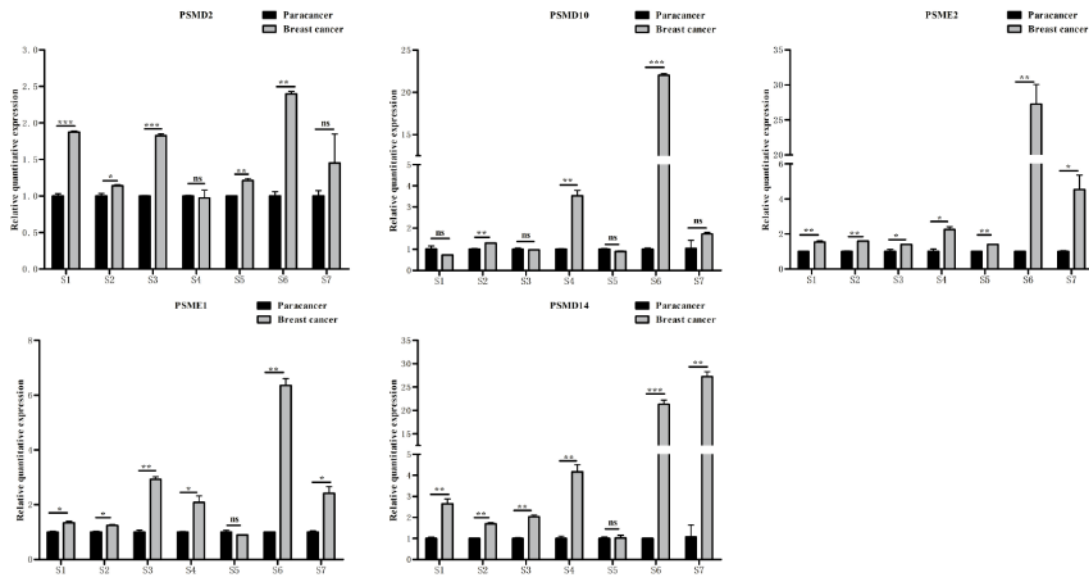 PSMD2
Paracancer
Breast cancer
Relative quantitative expression
3.0
2.5
2.0
1.5
1.0
0.5
0.0
***
*
***
ns
**
**
ns
S1 S2 S3 S4 S5 S6 S7
PSMD10
Paracancer
Breast cancer
Relative quantitative expression
25
20
15
5
4
3
2
1
0
ns
**
ns
**
ns
***
ns
S1 S2 S3 S4 S5 S6 S7
PSME2
Paracancer
Breast cancer
Relative quantitative expression
35
30
25
20
15
10
6
4
2
0
**
**
*
*
**
**
*
S1 S2 S3 S4 S5 S6 S7
PSME1
Paracancer
Breast cancer
Relative quantitative expression
8
6
4
2
0
*
*
**
*
ns
**
*
S1 S2 S3 S4 S5 S6 S7
PSMD14
Paracancer
Breast cancer
Relative quantitative expression
35
30
25
20
15
5
4
3
2
1
0
**
**
**
**
ns
***
**
S1 S2 S3 S4 S5 S6 S7